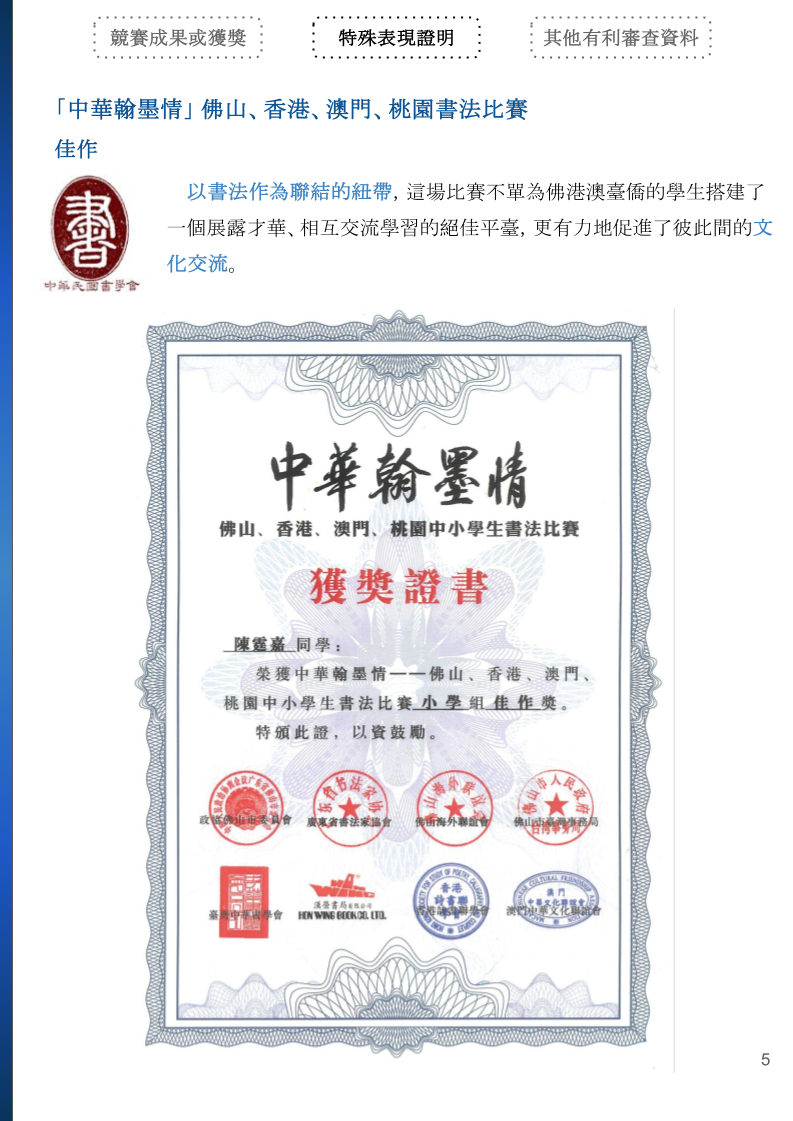 競賽成果或獲獎
特殊表現證明
其他有利審查資料
「中華翰墨情」佛山、香港、澳門、桃園書法比賽
佳作
以書法作為聯結的紐帶，這場比賽不單為佛港澳臺僑的學生搭建了
一個展露才華、相互交流學習的絕佳平臺，更有力地促進了彼此間的文
化交流。
書
中華民國書學會
中華翰墨情
佛山、香港、澳門、桃園中小學生書法比賽
獲獎證書
陳霆嘉 同學：
榮獲中華翰墨情——佛山、香港、澳門、
桃園中小學生書法比賽 小學 組 佳作 獎。
特頒此證，以資鼓勵。
政協佛山市委員會
廣東省書法家協會
佛山海外聯誼會
佛山市臺灣事務局
臺灣中華書學會
漢榮書局有限公司
HON WING BOOK CO. LTD.
香港詩書聯學會
澳門中華文化聯誼會
5